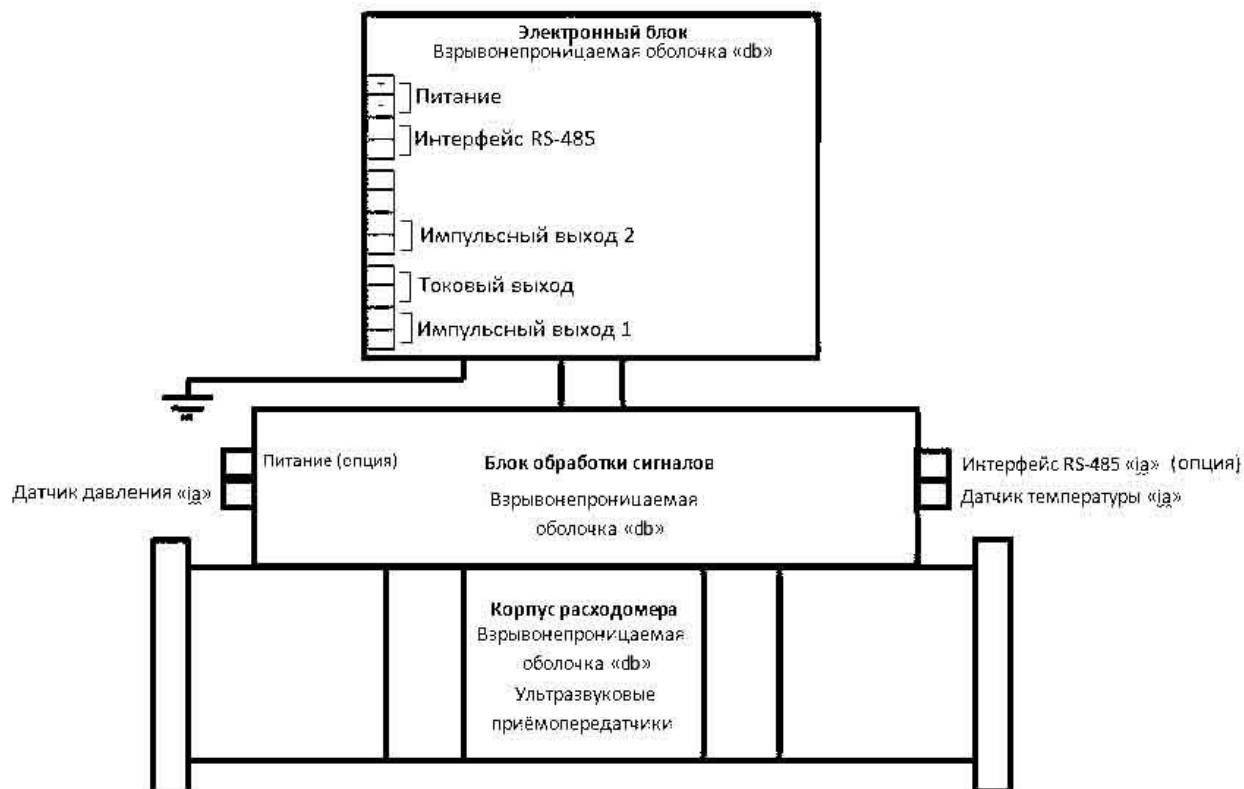 Электронный блок
Взрывонепроницаемая оболочка «db»
+
Питание
-
Интерфейс RS-485
Импульсный выход 2
Токовый выход
Импульсный выход 1
Питание (опция)
Блок обработки сигналов
Интерфейс RS-485 «ia» (опция)
Датчик давления «ia»
Взрывонепроницаемая
оболочка «db»
Датчик температуры «ia»
Корпус расходомера
Взрывонепроницаемая
оболочка «db»
Ультразвуковые
приёмопередатчики